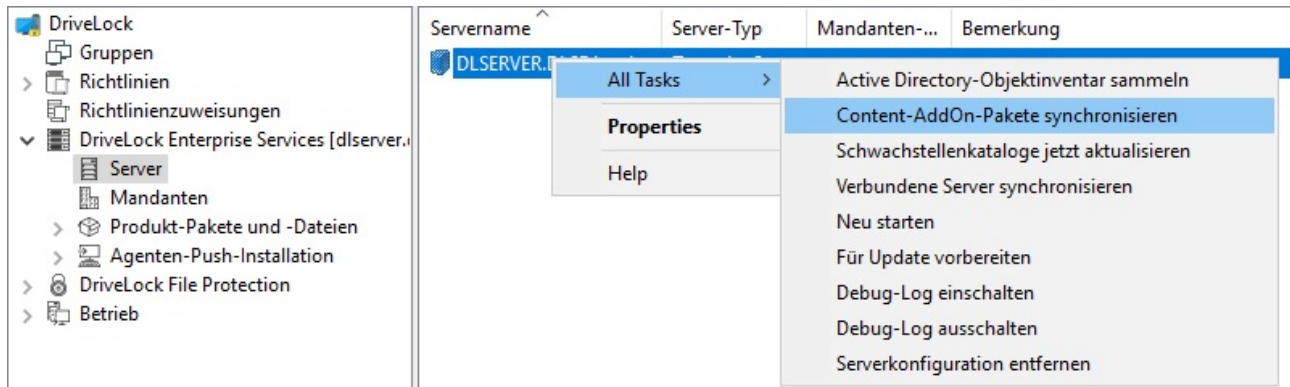 DriveLock
Gruppen
Richtlinien
Richtlinienzuweisungen
DriveLock Enterprise Services [dlserver.
Server
Mandanten
Produkt-Pakete und -Dateien
Agenten-Push-Installation
DriveLock File Protection
Betrieb
Servername Server-Typ Mandanten-... Bemerkung
DLSERVER.
All Tasks
Properties
Help
Active Directory-Objektinventar sammeln
Content-AddOn-Pakete synchronisieren
Schwachstellenkataloge jetzt aktualisieren
Verbundene Server synchronisieren
Neu starten
Für Update vorbereiten
Debug-Log einschalten
Debug-Log ausschalten
Serverkonfiguration entfernen